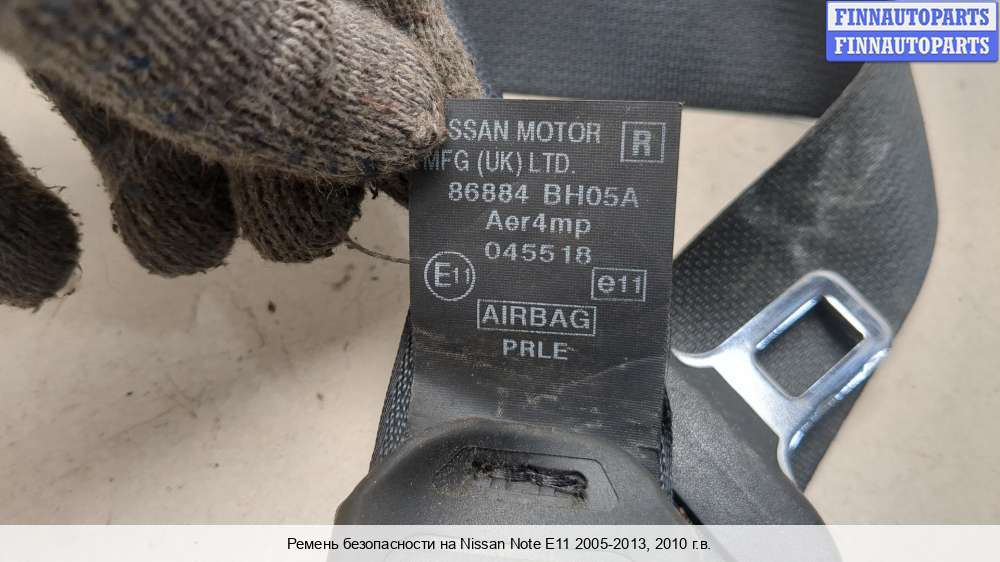 FINNAUTOPARTS
FINNAUTOPARTS
SSAN MOTOR R
MFG (UK) LTD.
86884 BH05A
Aer4mp
045518
E11 e11
AIRBAG
PRLE
Ремень безопасности на Nissan Note E11 2005-2013, 2010 г.в.